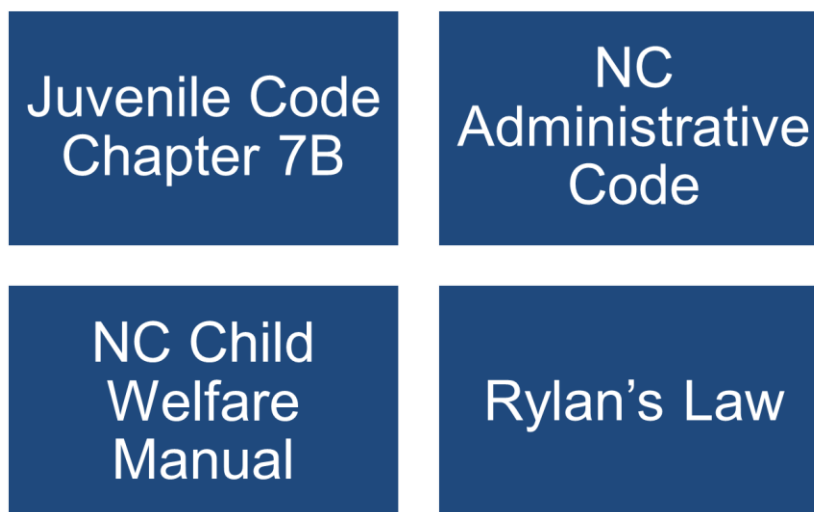 Juvenile Code
Chapter 7B
NC
Administrative
Code
NC Child
Welfare
Manual
Rylan’s Law